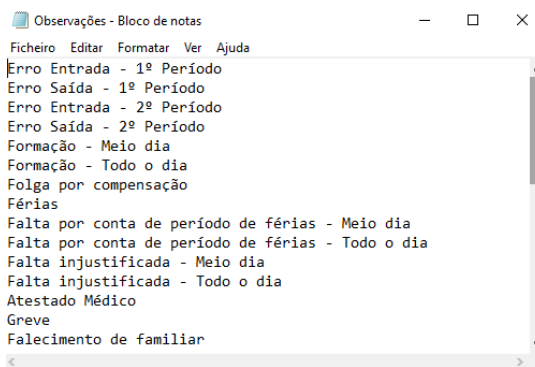 Observações - Bloco de notas
Ficheiro Editar Formatar Ver Ajuda
Erro Entrada - 1º Período
Erro Saída - 1º Período
Erro Entrada - 2º Período
Erro Saída - 2º Período
Formação - Meio dia
Formação - Todo o dia
Folga por compensação
Férias
Falta por conta de período de férias - Meio dia
Falta por conta de período de férias - Todo o dia
Falta injustificada - Meio dia
Falta injustificada - Todo o dia
Atestado Médico
Greve
Falecimento de familiar